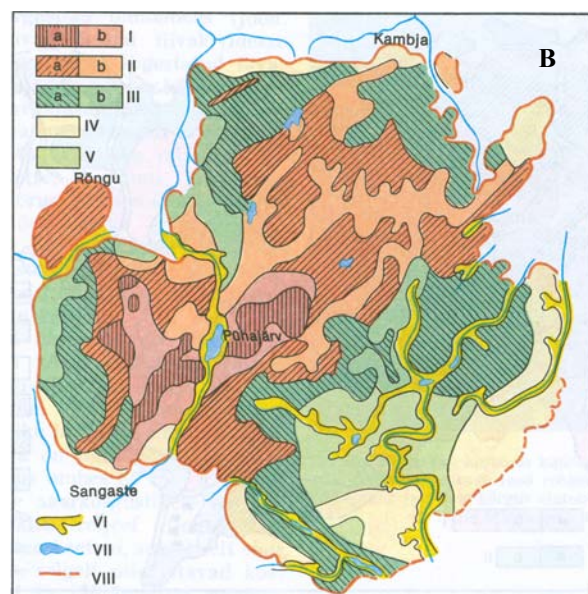 Kambja
B
a b I
a b II
a b III
IV
V
Rõngu
Pühajärv
Sangaste
VI
VII
VIII